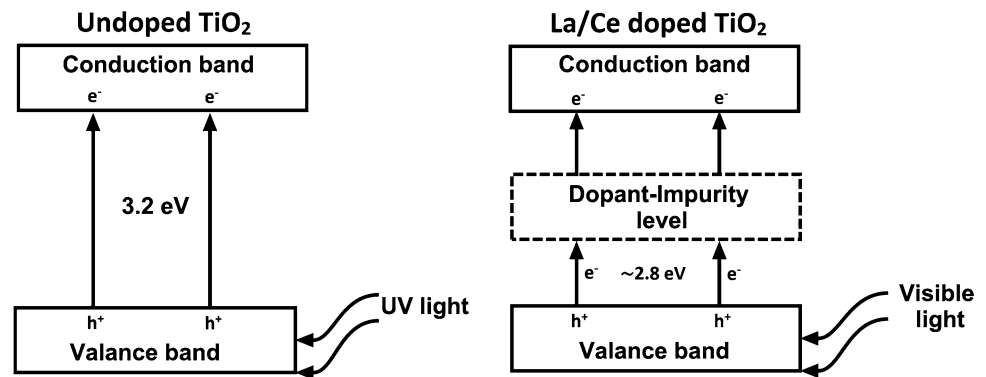 Undoped TiO₂
Conduction band
e⁻ e⁻
3.2 eV
h⁺ h⁺
Valance band
UV light
La/Ce doped TiO₂
Conduction band
e⁻ e⁻
Dopant-Impurity
level
e⁻ ~2.8 eV e⁻
h⁺ h⁺
Valance band
Visible
light